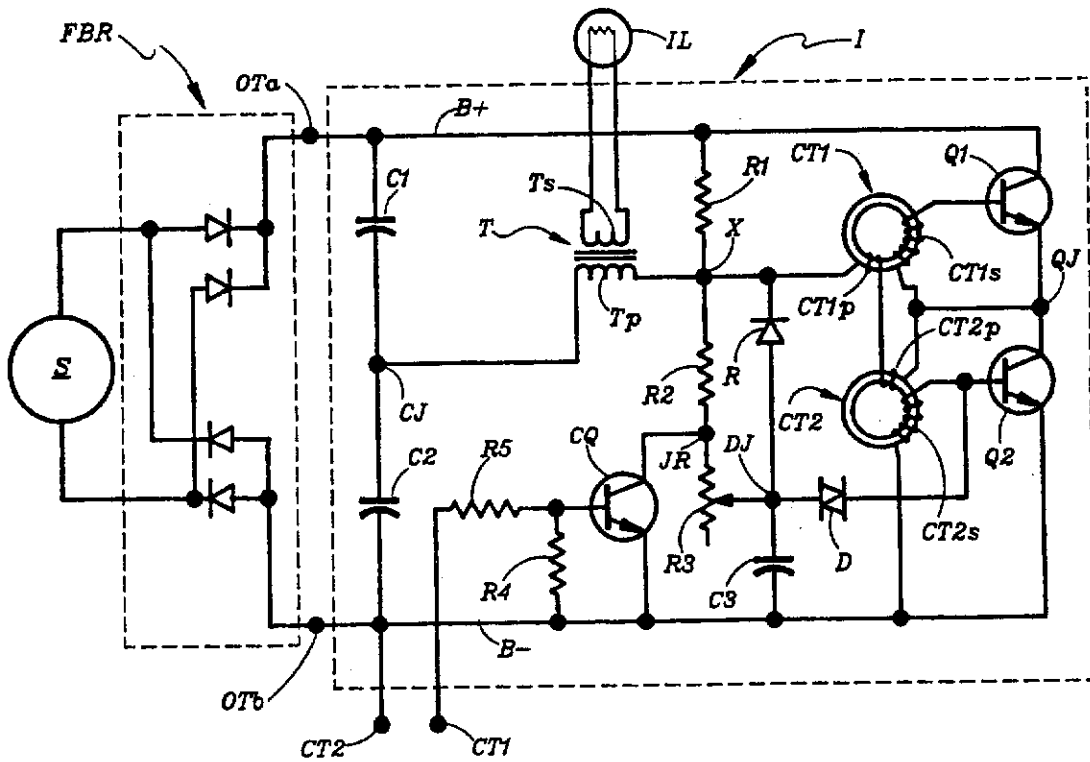 FBR
IL
I
OTa
B+
CT1
Q1
C1
Ts
R1
T
X
CT1s
QJ
Tp
CT1p
CT2p
S
R
CJ
R2
CT2
Q2
C2
CQ
JR
DJ
R5
CT2s
R4
R3
D
C3
B-
OTb
CT2
CT1